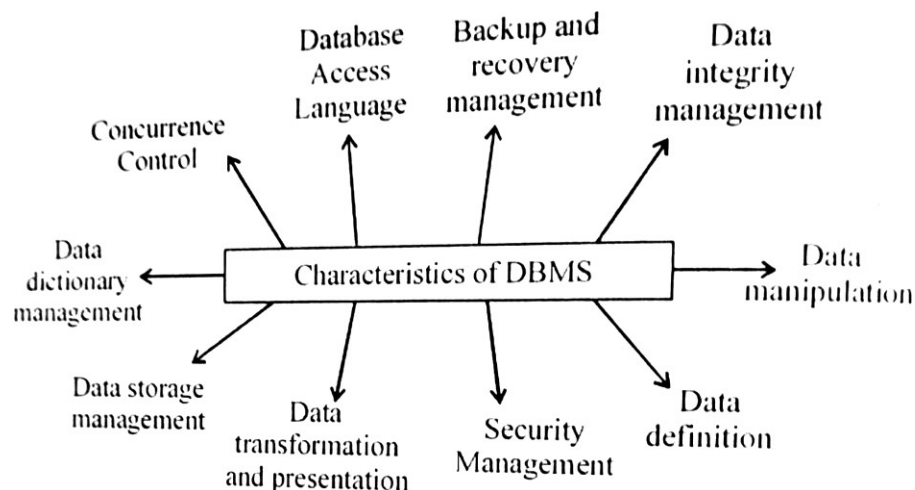 Database
Access
Language
Backup and
recovery
management
Data
integrity
management
Concurrence
Control
Data
dictionary
management
Characteristics of DBMS
Data
manipulation
Data storage
management
Data
transformation
and presentation
Security
Management
Data
definition